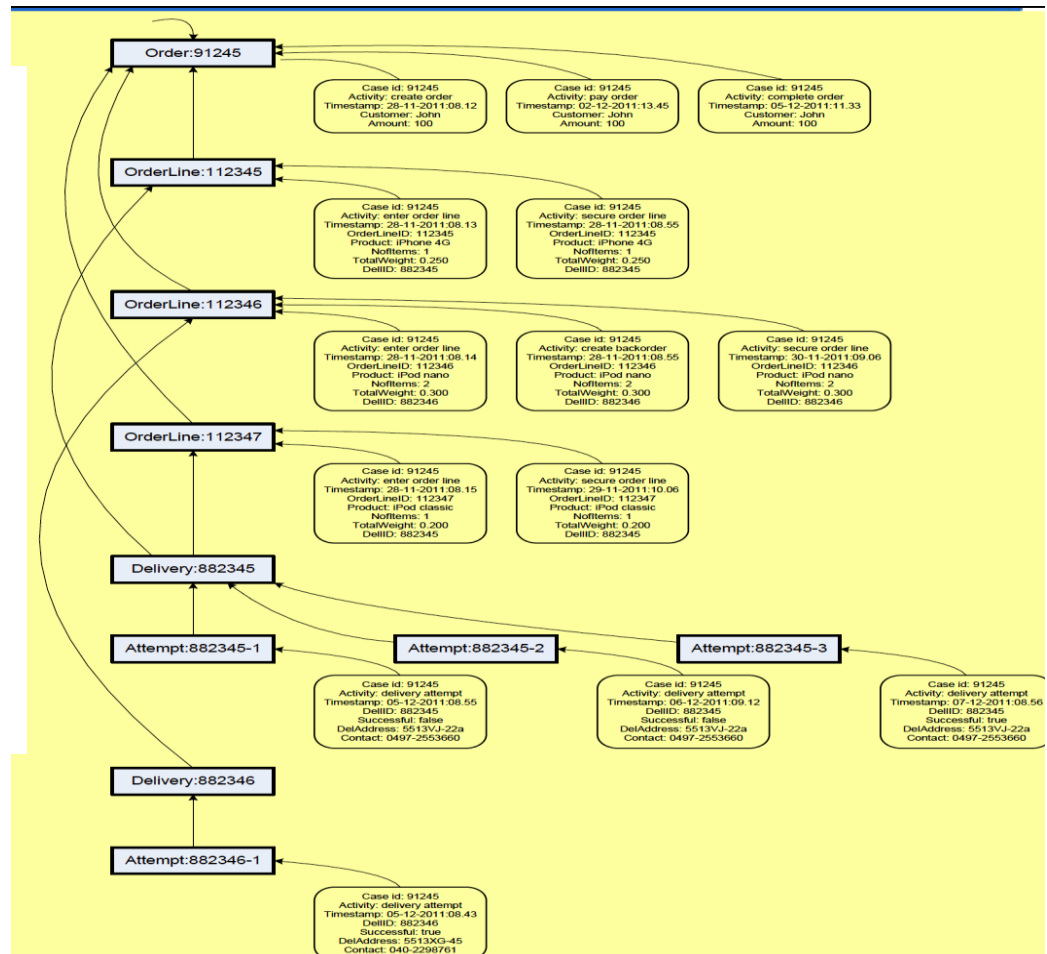 Order:91245
Case id: 91245
Activity: create order
Timestamp: 28-11-2011:08.12
Customer: John
Amount: 100
Case id: 91245
Activity: pay order
Timestamp: 02-12-2011:13.45
Customer: John
Amount: 100
Case id: 91245
Activity: complete order
Timestamp: 05-12-2011:11.33
Customer: John
Amount: 100
OrderLine:112345
Case id: 91245
Activity: enter order line
Timestamp: 28-11-2011:08.13
OrderLineID: 112345
Product: iPhone 4G
NofItems: 1
TotalWeight: 0.250
DellID: 882345
Case id: 91245
Activity: secure order line
Timestamp: 28-11-2011:08.55
OrderLineID: 112345
Product: iPhone 4G
NofItems: 1
TotalWeight: 0.250
DellID: 882345
OrderLine:112346
Case id: 91245
Activity: enter order line
Timestamp: 28-11-2011:08.14
OrderLineID: 112346
Product: iPod nano
NofItems: 2
TotalWeight: 0.300
DellID: 882346
Case id: 91245
Activity: create backorder
Timestamp: 28-11-2011:08.55
OrderLineID: 112346
Product: iPod nano
NofItems: 2
TotalWeight: 0.300
DellID: 882346
Case id: 91245
Activity: secure order line
Timestamp: 30-11-2011:09.06
OrderLineID: 112346
Product: iPod nano
NofItems: 2
TotalWeight: 0.300
DellID: 882346
OrderLine:112347
Case id: 91245
Activity: enter order line
Timestamp: 28-11-2011:08.15
OrderLineID: 112347
Product: iPod classic
NofItems: 1
TotalWeight: 0.200
DellID: 882345
Case id: 91245
Activity: secure order line
Timestamp: 29-11-2011:10.06
OrderLineID: 112347
Product: iPod classic
NofItems: 1
TotalWeight: 0.200
DellID: 882345
Delivery:882345
Attempt:882345-1
Attempt:882345-2
Attempt:882345-3
Case id: 91245
Activity: delivery attempt
Timestamp: 05-12-2011:08.55
DellID: 882345
Successful: false
DelAddress: 5513VJ-22a
Contact: 0497-2553660
Case id: 91245
Activity: delivery attempt
Timestamp: 06-12-2011:09.12
DellID: 882345
Successful: false
DelAddress: 5513VJ-22a
Contact: 0497-2553660
Case id: 91245
Activity: delivery attempt
Timestamp: 07-12-2011:08.56
DellID: 882345
Successful: true
DelAddress: 5513VJ-22a
Contact: 0497-2553660
Delivery:882346
Attempt:882346-1
Case id: 91245
Activity: delivery attempt
Timestamp: 05-12-2011:08.43
DellID: 882346
Successful: true
DelAddress: 5513XG-45
Contact: 040-2298761